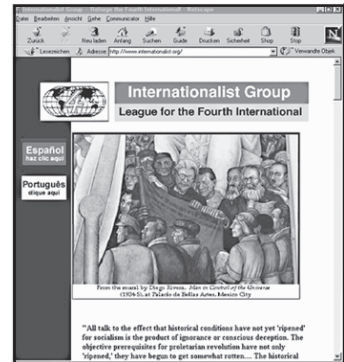 Internationalist Group - Netscape
Datei Bearbeiten Ansicht Gehe Communicator Hilfe
Zurück Neu laden Anfang Suchen Guide Drucken Sicherheit Shop Stop
Lesezeichen Adresse http://www.internationalist.org/ Verwandte Objek
Internationalist Group
League for the Fourth International
Español
haz clic aquí
Português
clique aqui
From the mural by Diego Rivera, Man in Control of the Universe
(1934-5), at Palacio de Bellas Artes, Mexico City
"All talk to the effect that historical conditions have not yet 'ripened'
for socialism is the product of ignorance or conscious deception. The
objective prerequisites for proletarian revolution have not only
'ripened,' they have begun to get somewhat rotten.... The historical